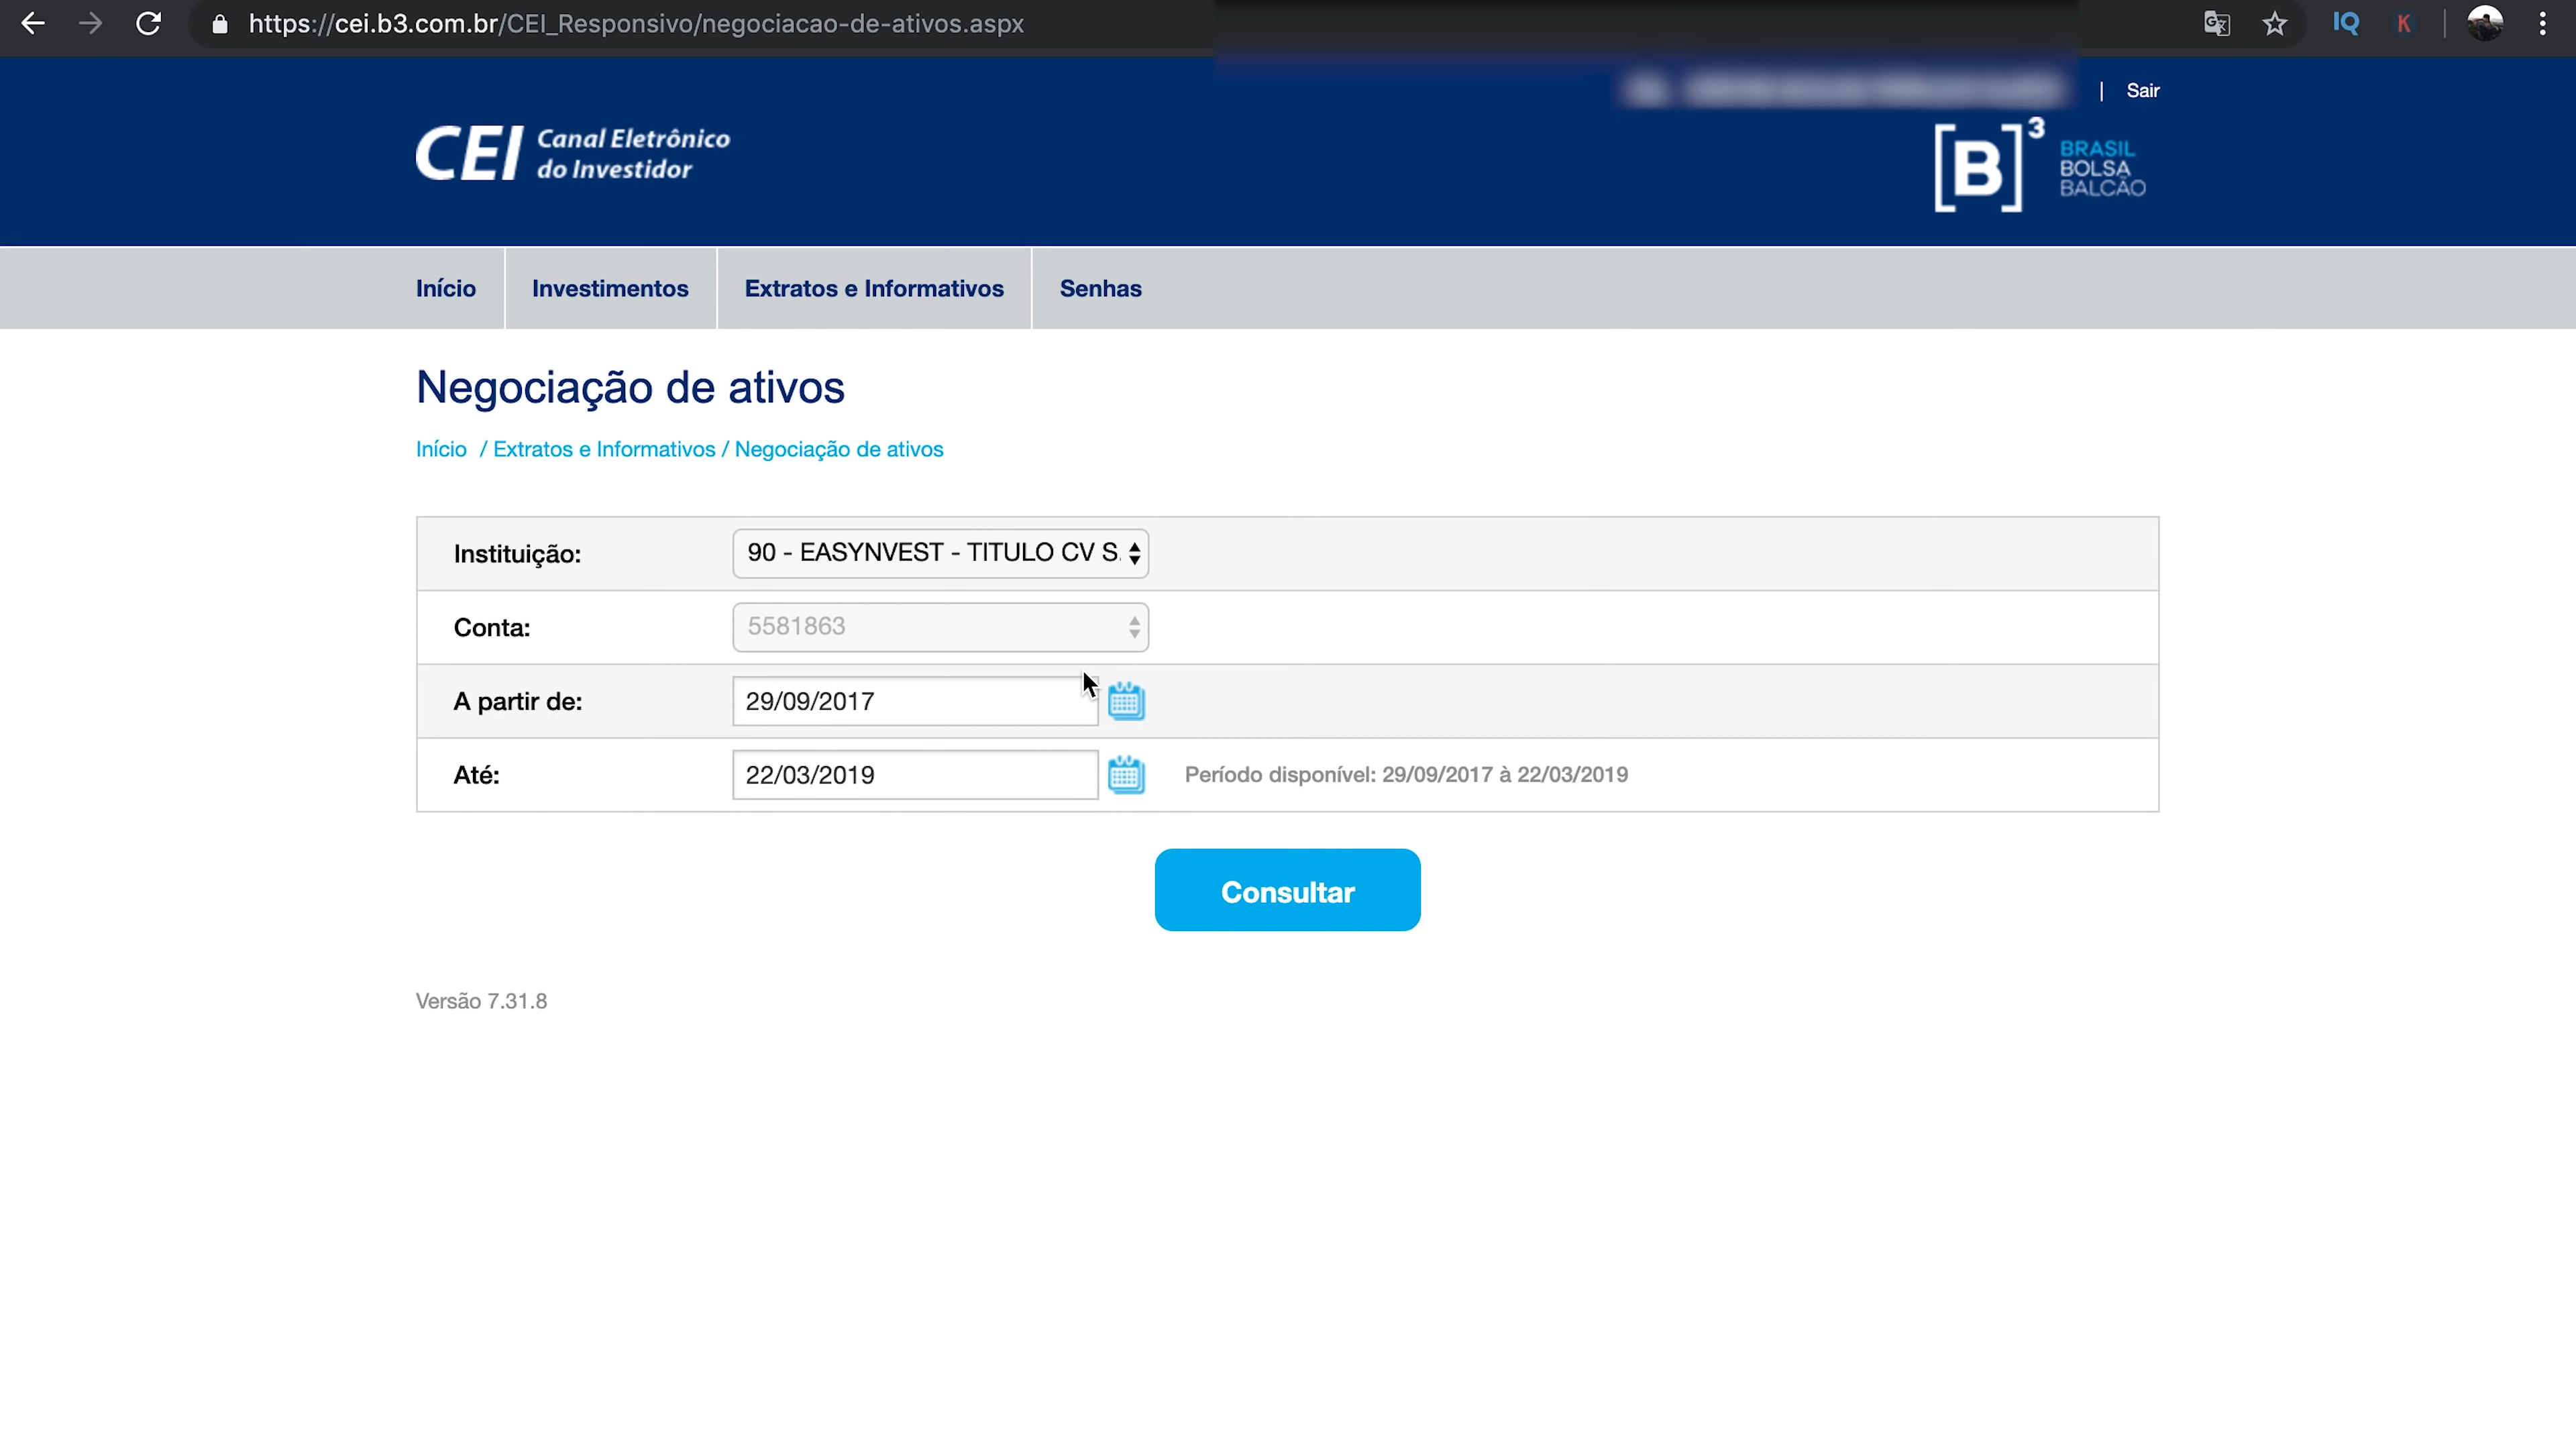 https://cei.b3.com.br/CEI_Responsivo/negociacao-de-ativos.aspx
IQ
K
| Sair
CEI Canal Eletrônico
do Investidor
[B]³ BRASIL
BOLSA
BALCÃO
Início
Investimentos
Extratos e Informativos
Senhas
Negociação de ativos
Início / Extratos e Informativos / Negociação de ativos
Instituição: 90 - EASYNVEST - TITULO CV S.
Conta: 5581863
A partir de: 29/09/2017
Até: 22/03/2019 Período disponível: 29/09/2017 à 22/03/2019
Consultar
Versão 7.31.8